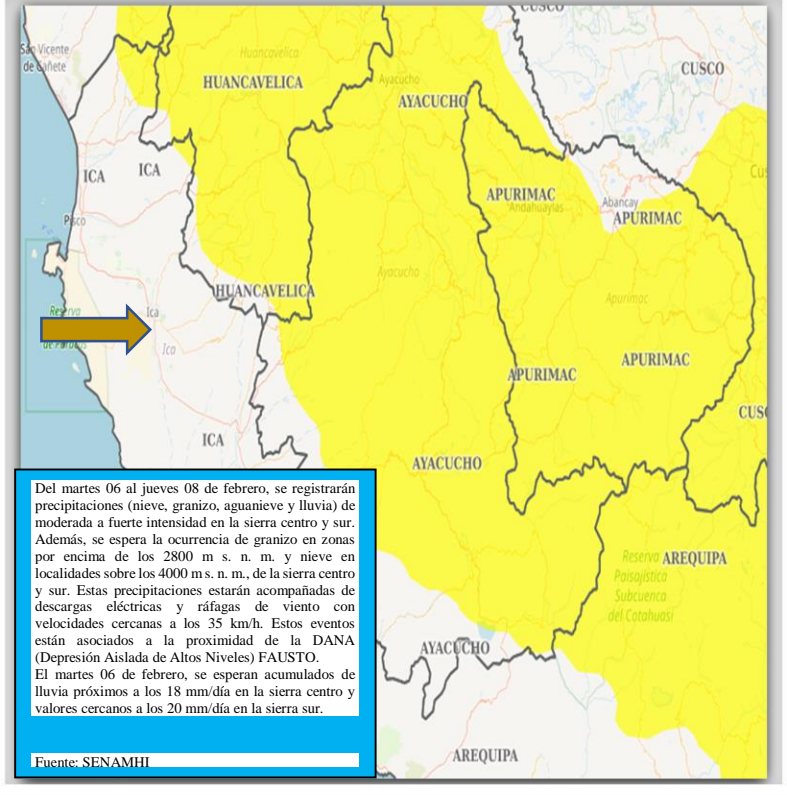 CUSCO
San Vicente
de Cañete
Huancavelica
HUANCAVELICA
CUSCO
Ayacucho
AYACUCHO
ICA
ICA
Cus
APURIMAC
Andahuaylas
Abancay
APURIMAC
Pisco
Ayacucho
HUANCAVELICA
Apurimac
Reserva
Ica
de Paracas
Ica
APURIMAC
APURIMAC
CUSC
ICA
AYACUCHO
Del martes 06 al jueves 08 de febrero, se registrarán
precipitaciones (nieve, granizo, aguanieve y lluvia) de
moderada a fuerte intensidad en la sierra centro y sur.
Además, se espera la ocurrencia de granizo en zonas
por encima de los 2800 m s. n. m. y nieve en
localidades sobre los 4000 m s. n. m., de la sierra centro
y sur. Estas precipitaciones estarán acompañadas de
descargas eléctricas y ráfagas de viento con
velocidades cercanas a los 35 km/h. Estos eventos
están asociados a la proximidad de la DANA
(Depresión Aislada de Altos Niveles) FAUSTO.
El martes 06 de febrero, se esperan acumulados de
lluvia próximos a los 18 mm/día en la sierra centro y
valores cercanos a los 20 mm/día en la sierra sur.
Fuente: SENAMHI
Reserva
Paisajística
Subcuenca
del Cotahuasi
AREQUIPA
AYACUCHO
AREQUIPA